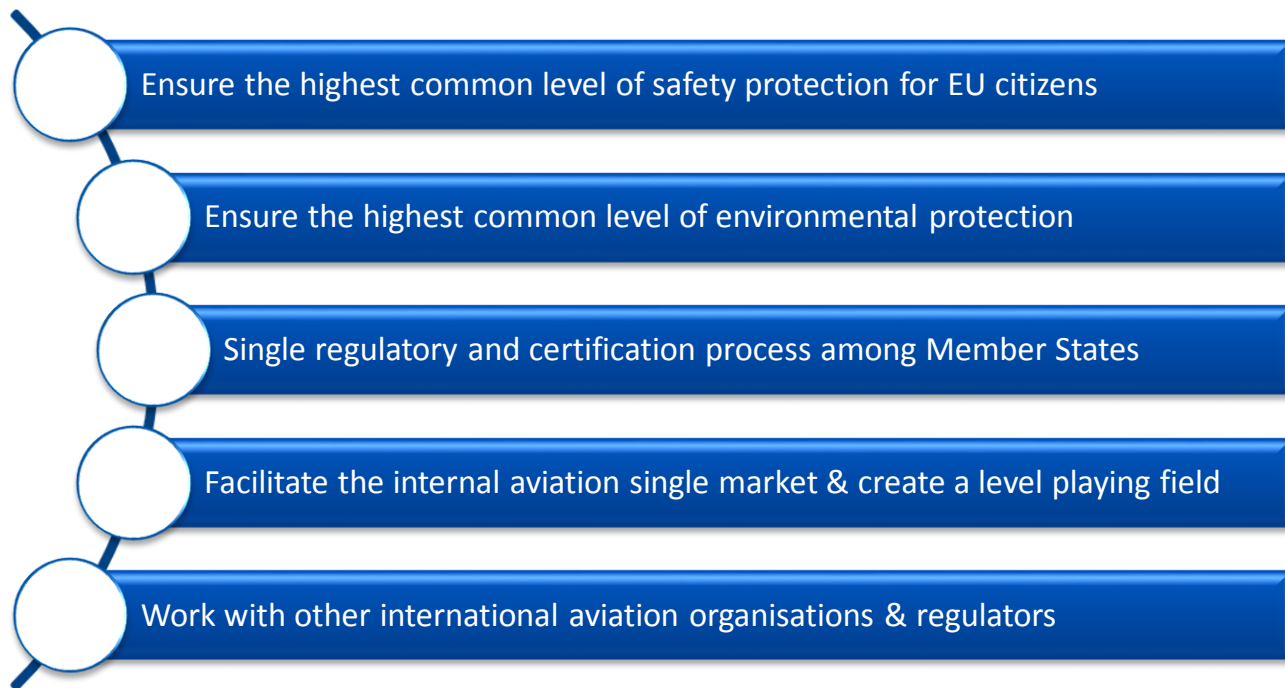 Ensure the highest common level of safety protection for EU citizens
Ensure the highest common level of environmental protection
Single regulatory and certification process among Member States
Facilitate the internal aviation single market & create a level playing field
Work with other international aviation organisations & regulators